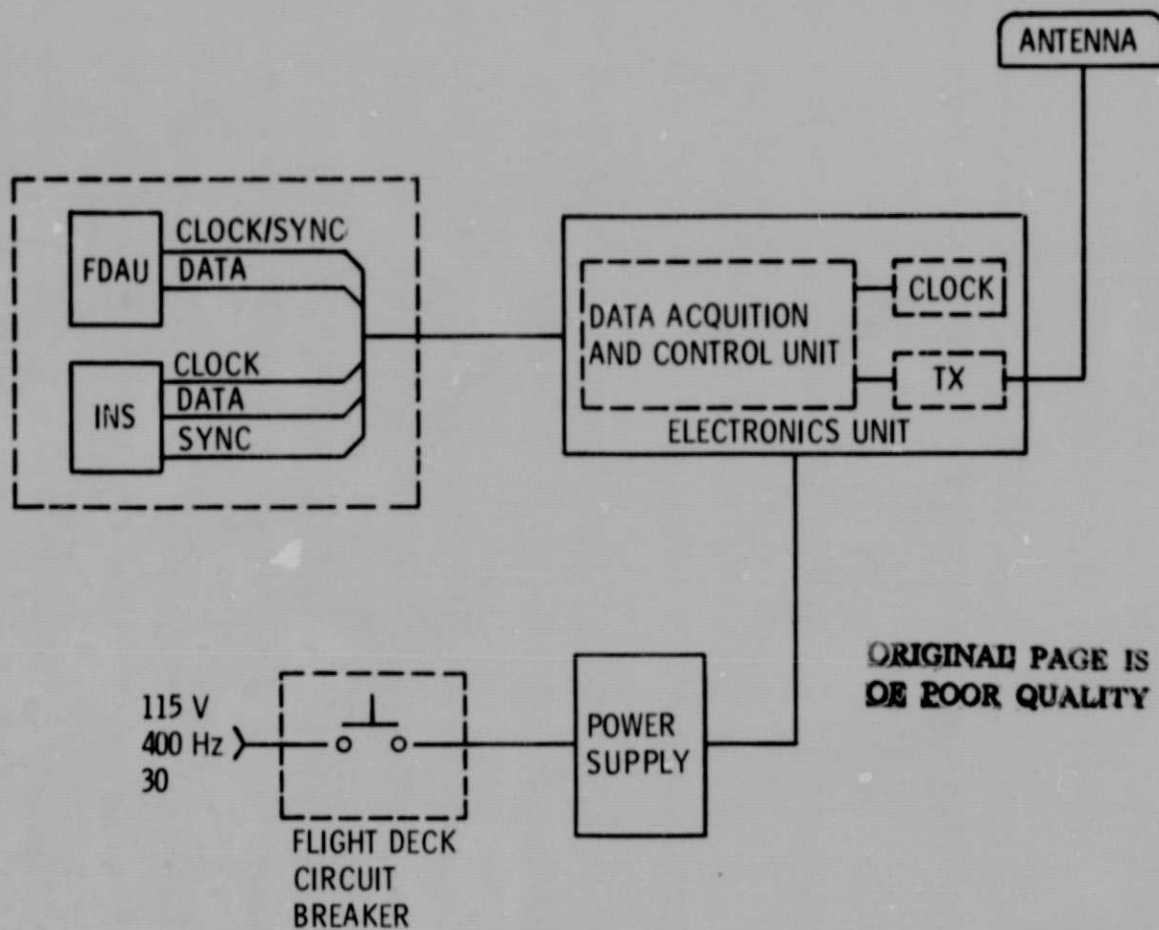 ANTENNA
FDAU
CLOCK/SYNC
DATA
INS
CLOCK
DATA
SYNC
DATA ACQUITION
AND CONTROL UNIT
CLOCK
TX
ELECTRONICS UNIT
ORIGINAL PAGE IS
OE POOR QUALITY
115 V
400 Hz
30
FLIGHT DECK
CIRCUIT
BREAKER
POWER
SUPPLY